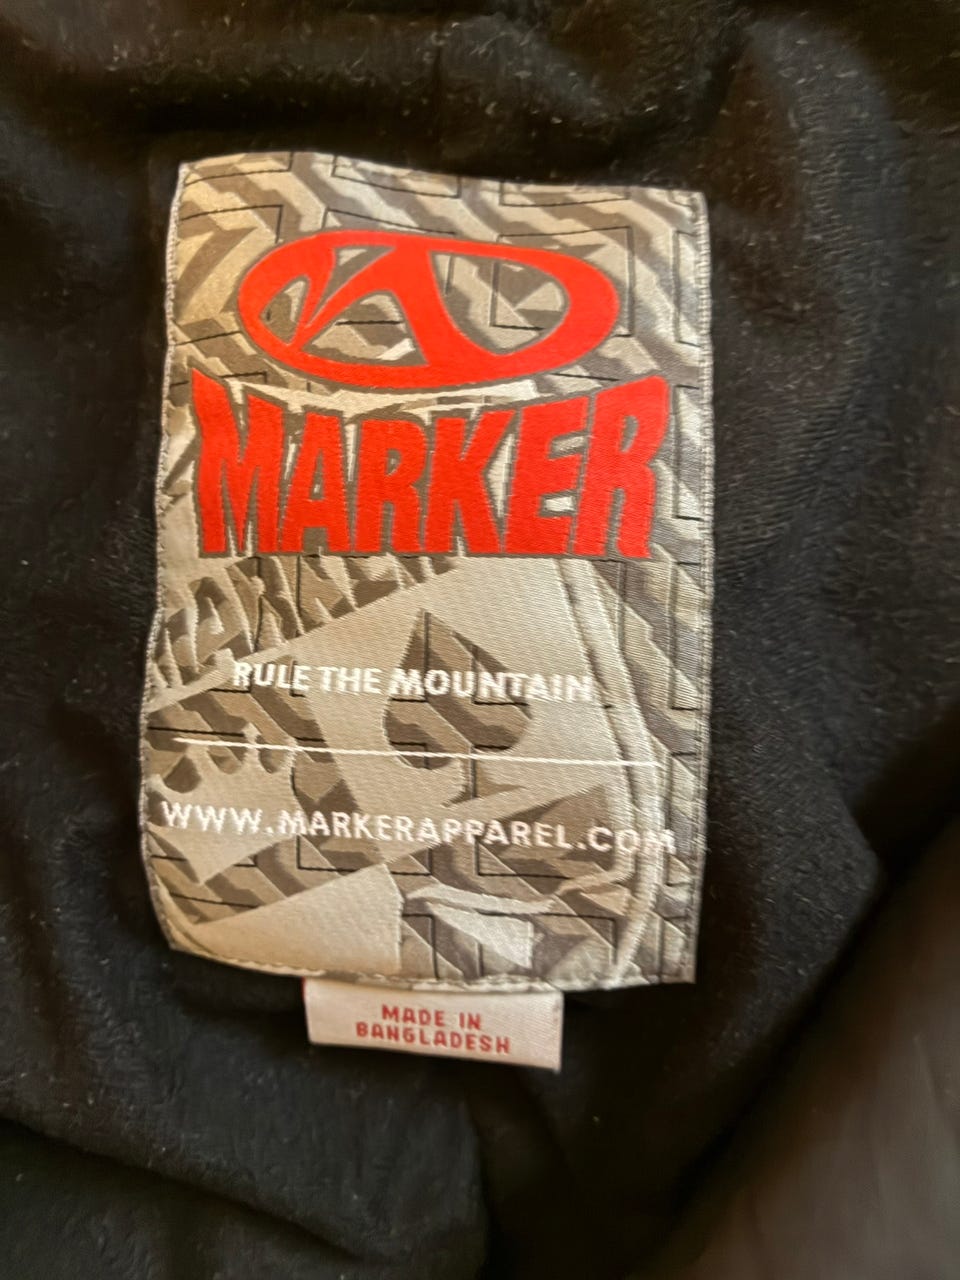 MARKER
RULE THE MOUNTAIN
WWW.MARKERAPPAREL.COM
MADE IN
BANGLADESH